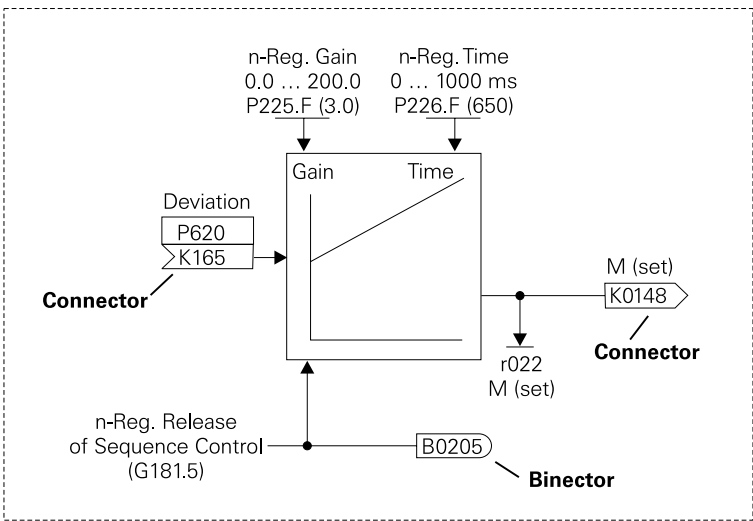 n-Reg. Gain
0.0 ... 200.0
P225.F (3.0)
n-Reg. Time
0 ... 1000 ms
P226.F (650)
Gain
Time
Deviation
P620
K165
Connector
M (set)
K0148
Connector
r022
M (set)
n-Reg. Release
of Sequence Control
(G181.5)
B0205
Binector